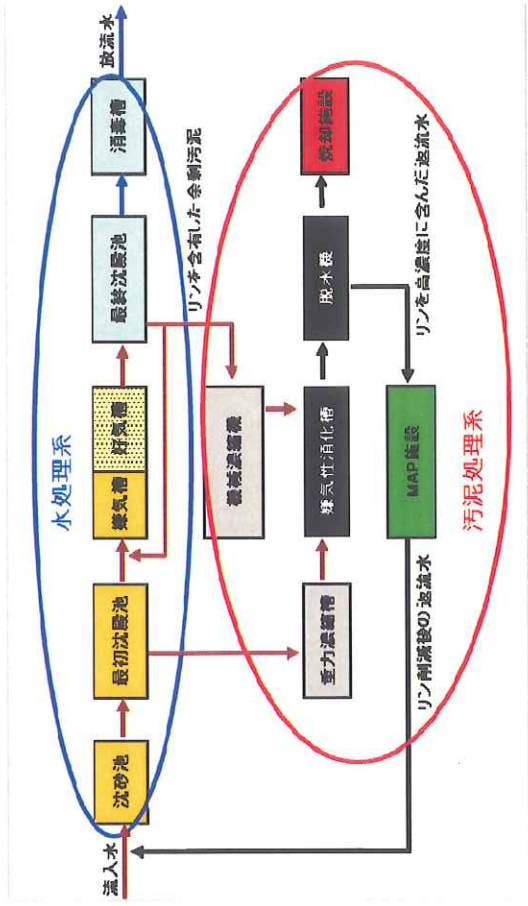 水処理系
流入水
沈砂池
最初沈殿池
嫌気槽
好気槽
最終沈殿池
消毒槽
放流水
リンを含有した余剰汚泥
機械濃縮機
重力濃縮槽
嫌気性消化槽
脱水機
焼却施設
リンを高濃度に含んだ返流水
MAP施設
リン削減後の返流水
汚泥処理系